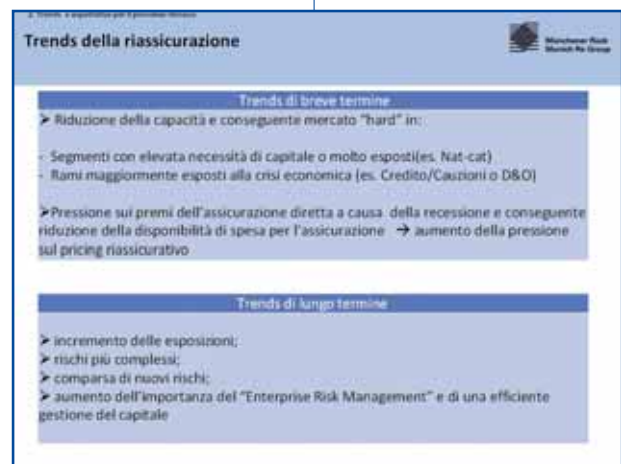 Trends della riassicurazione
Munich Re Group
Trends di breve termine
➤ Riduzione della capacità e conseguente mercato "hard" in:
- Segmenti con elevata necessità di capitale o molto esposti(es. Nat-cat)
- Rami maggiormente esposti alla crisi economica (es. Credito/Cauzioni o D&O)
➤Pressione sui premi dell'assicurazione diretta a causa della recessione e conseguente
riduzione della disponibilità di spesa per l'assicurazione → aumento della pressione
sul pricing riassicurativo
Trends di lungo termine
➤ incremento delle esposizioni;
➤ rischi più complessi;
➤ comparsa di nuovi rischi;
➤ aumento dell'importanza del "Enterprise Risk Management" e di una efficiente
gestione del capitale